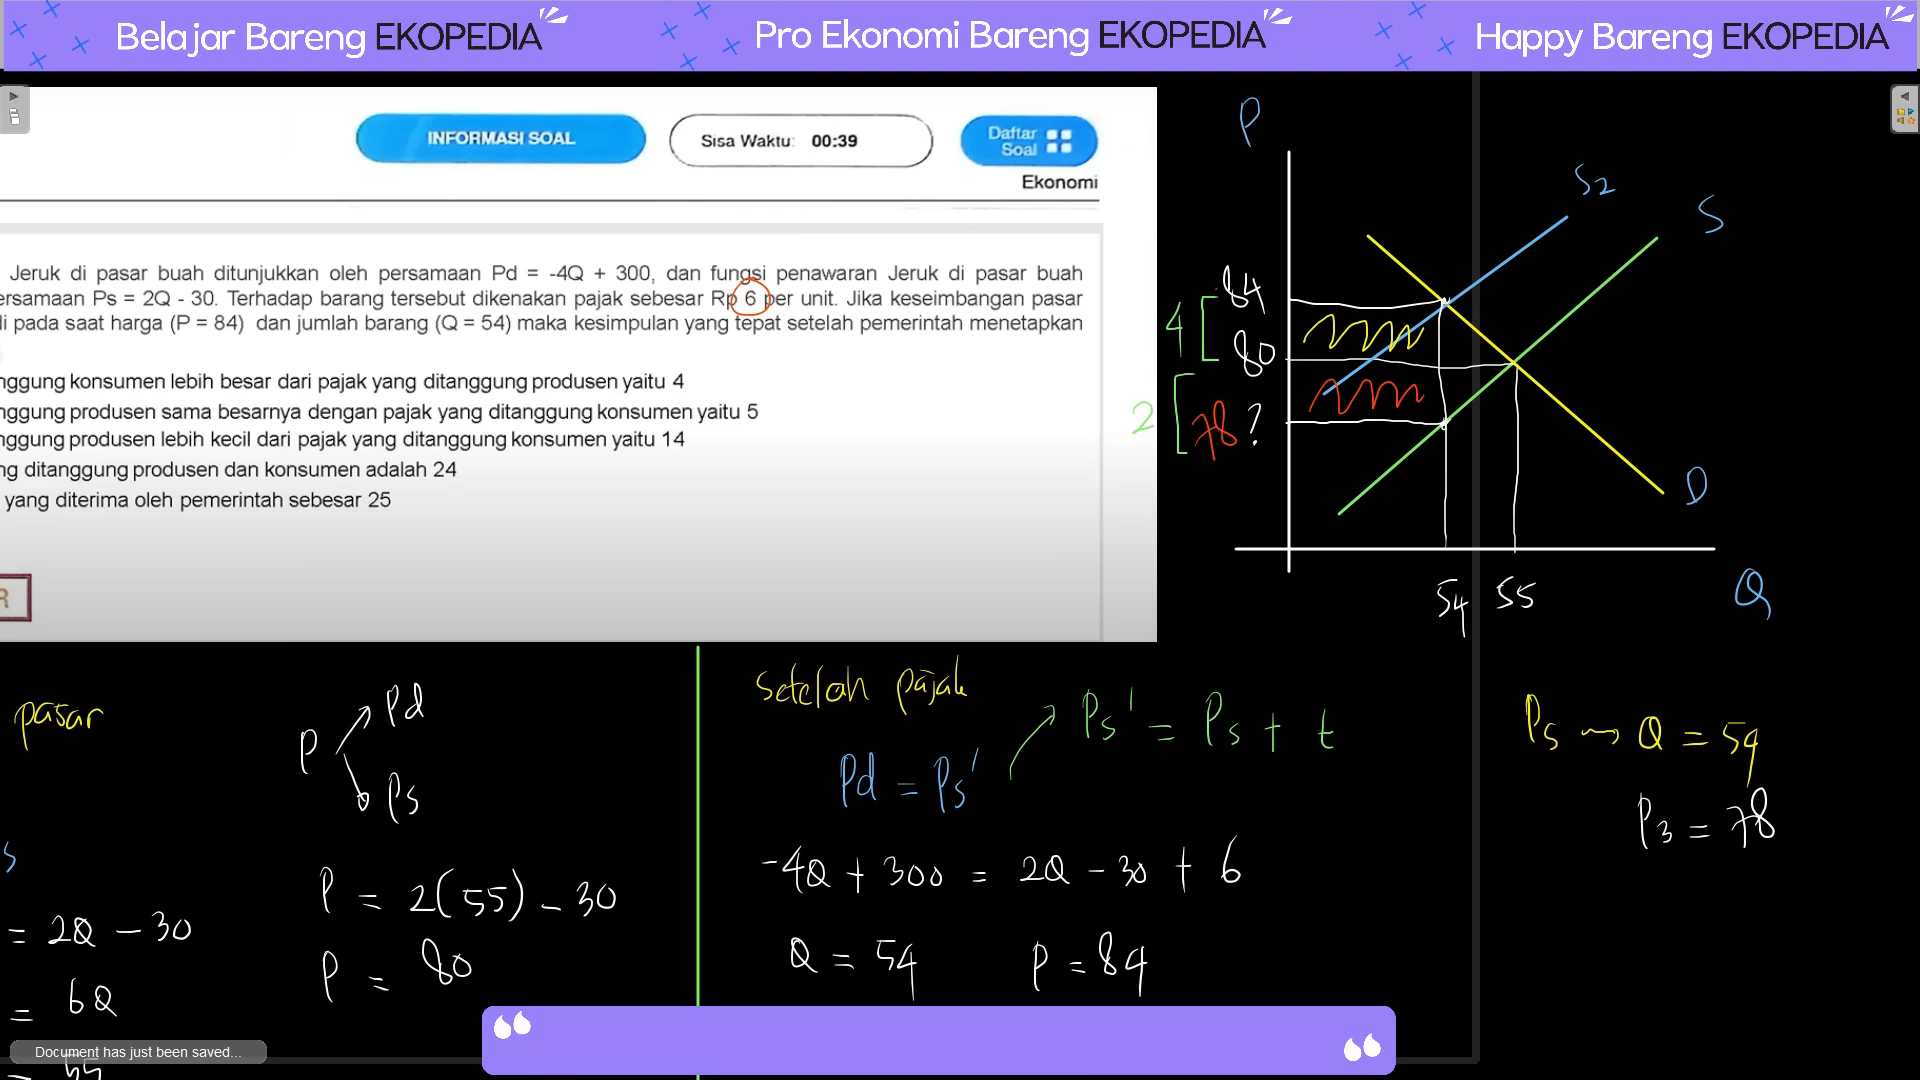 Belajar Bareng EKOPEDIA
Pro Ekonomi Bareng EKOPEDIA
Happy Bareng EKOPEDIA
INFORMASI SOAL
Sisa Waktu: 00:39
Daftar
Soal
Ekonomi
Jeruk di pasar buah ditunjukkan oleh persamaan Pd = -4Q + 300, dan fungsi penawaran Jeruk di pasar buah
ersamaan Ps = 2Q - 30. Terhadap barang tersebut dikenakan pajak sebesar Rp 6 per unit. Jika keseimbangan pasar
di pada saat harga (P = 84) dan jumlah barang (Q = 54) maka kesimpulan yang tepat setelah pemerintah menetapkan
nggung konsumen lebih besar dari pajak yang ditanggung produsen yaitu 4
nggung produsen sama besarnya dengan pajak yang ditanggung konsumen yaitu 5
nggung produsen lebih kecil dari pajak yang ditanggung konsumen yaitu 14
ng ditanggung produsen dan konsumen adalah 24
yang diterima oleh pemerintah sebesar 25
R
P
S2
S
84
4 [
80
2 [ 78 ?
D
54 55
Q
pasar
P
Pd
Ps
s
P = 2(55) - 30
= 2Q - 30
P = 80
= 6Q
= 55
setelah pajak
Ps' = Ps + t
Pd = Ps'
-4Q + 300 = 2Q - 30 + 6
Q = 54 P = 84
Ps → Q = 54
P3 = 78
Document has just been saved...